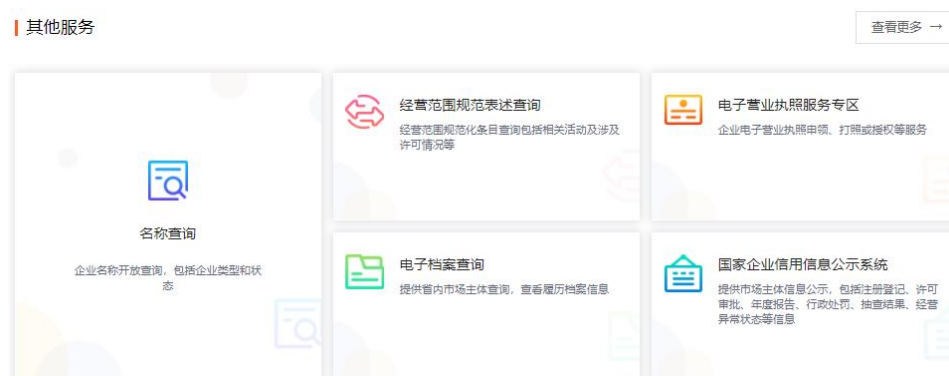 其他服务
查看更多 →
名称查询
企业名称开放查询，包括企业类型和状
态
经营范围规范表述查询
经营范围规范化条目查询包括相关活动及涉及
许可情况等
电子营业执照服务专区
企业电子营业执照申领、打照或授权等服务
电子档案查询
提供省内市场主体查询，查看履历档案信息
国家企业信用信息公示系统
提供市场主体信息公示，包括注册登记、许可
审批、年度报告、行政处罚、抽查结果、经营
异常状态等信息